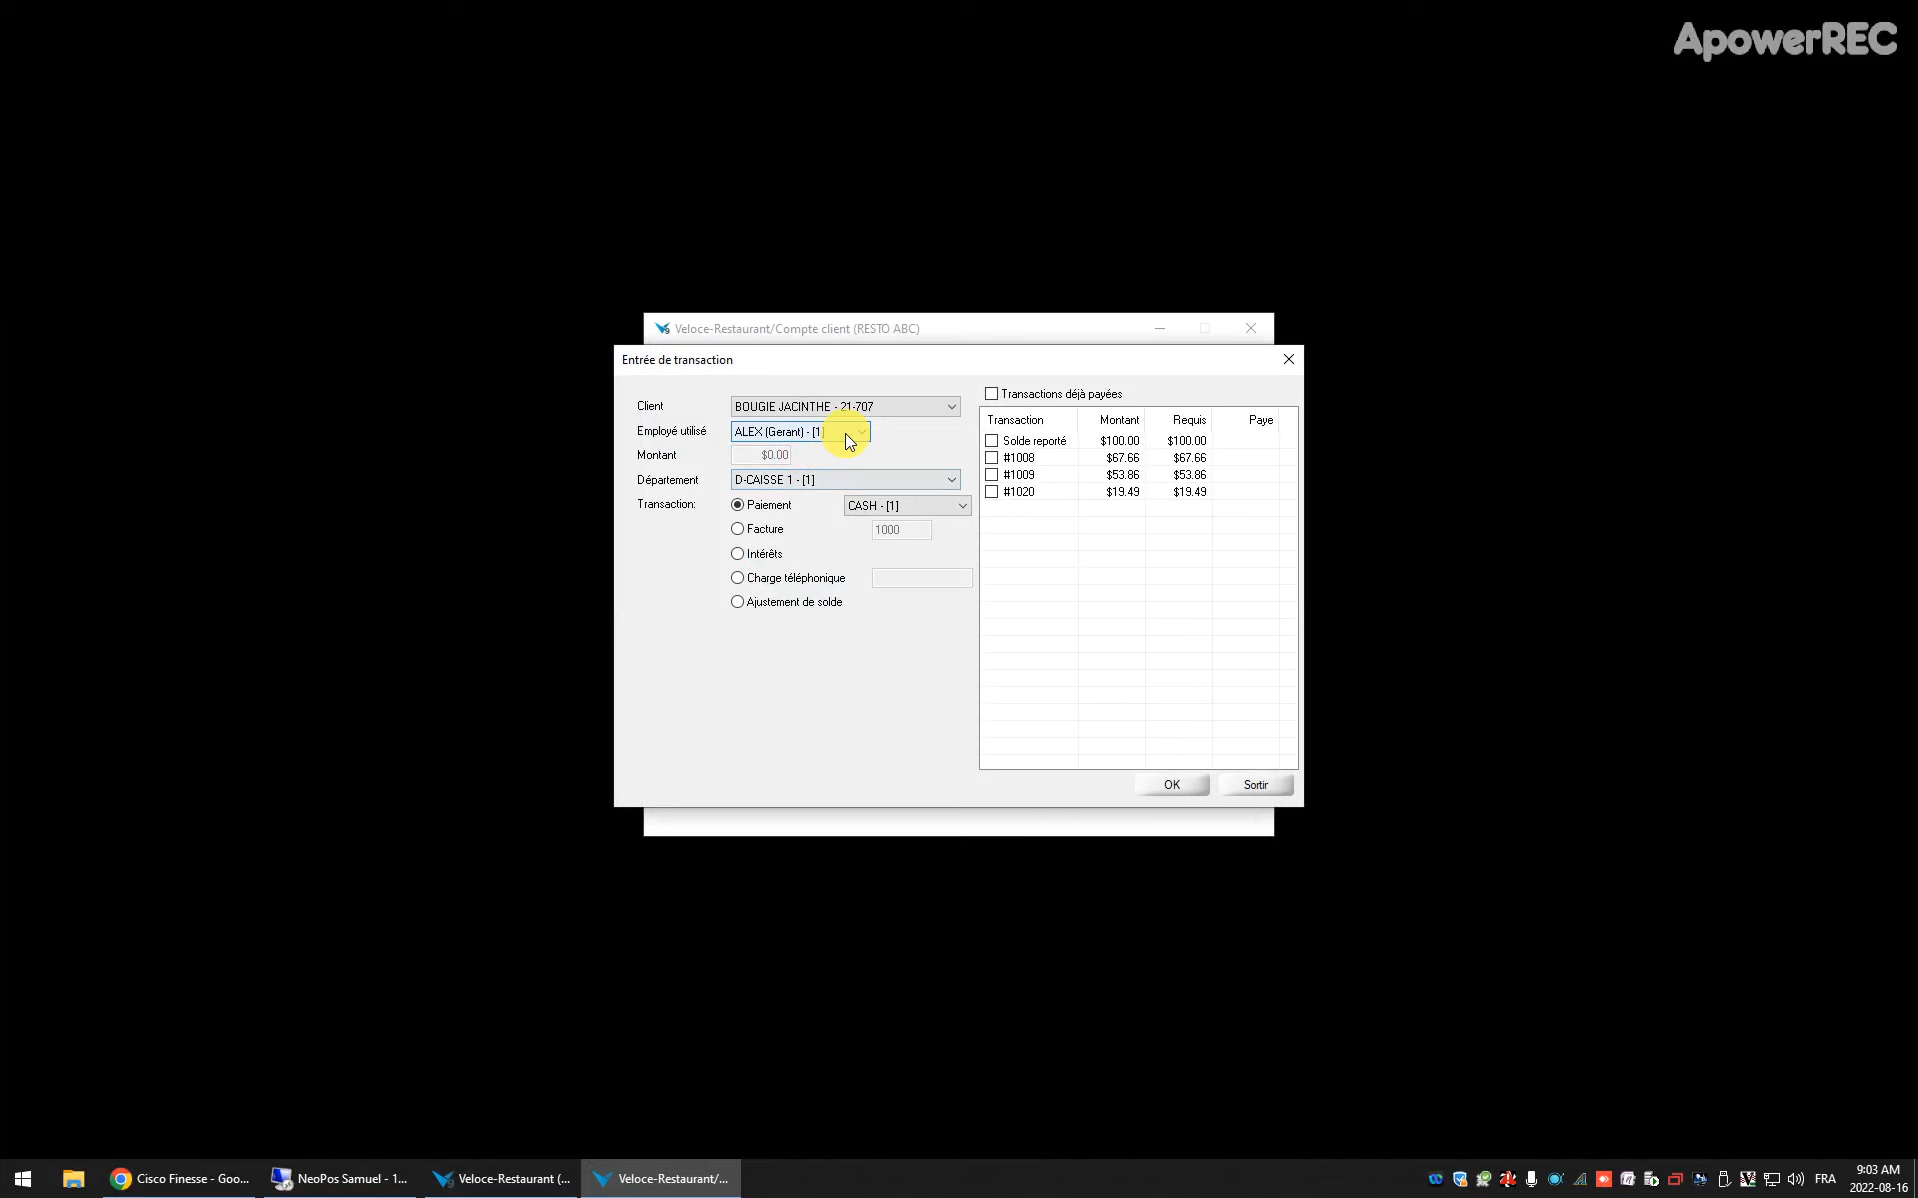 ApowerREC
Veloce-Restaurant/Compte client (RESTO ABC)
Entrée de transaction
Client BOUGIE JACINTHE - 21-707
Employé utilisé ALEX (Gerant) - [1]
Montant $0.00
Département D-CAISSE 1 - [1]
Transaction: Paiement CASH - [1]
Facture 1000
Intérêts
Charge téléphonique
Ajustement de solde
Transactions déjà payées
Transaction Montant Requis Paye
Solde reporté $100.00 $100.00
#1008 $67.66 $67.66
#1009 $53.86 $53.86
#1020 $19.49 $19.49
OK Sortir
Cisco Finesse - Goo... NeoPos Samuel - 1... Veloce-Restaurant (... Veloce-Restaurant/... FRA 9:03 AM
2022-08-16